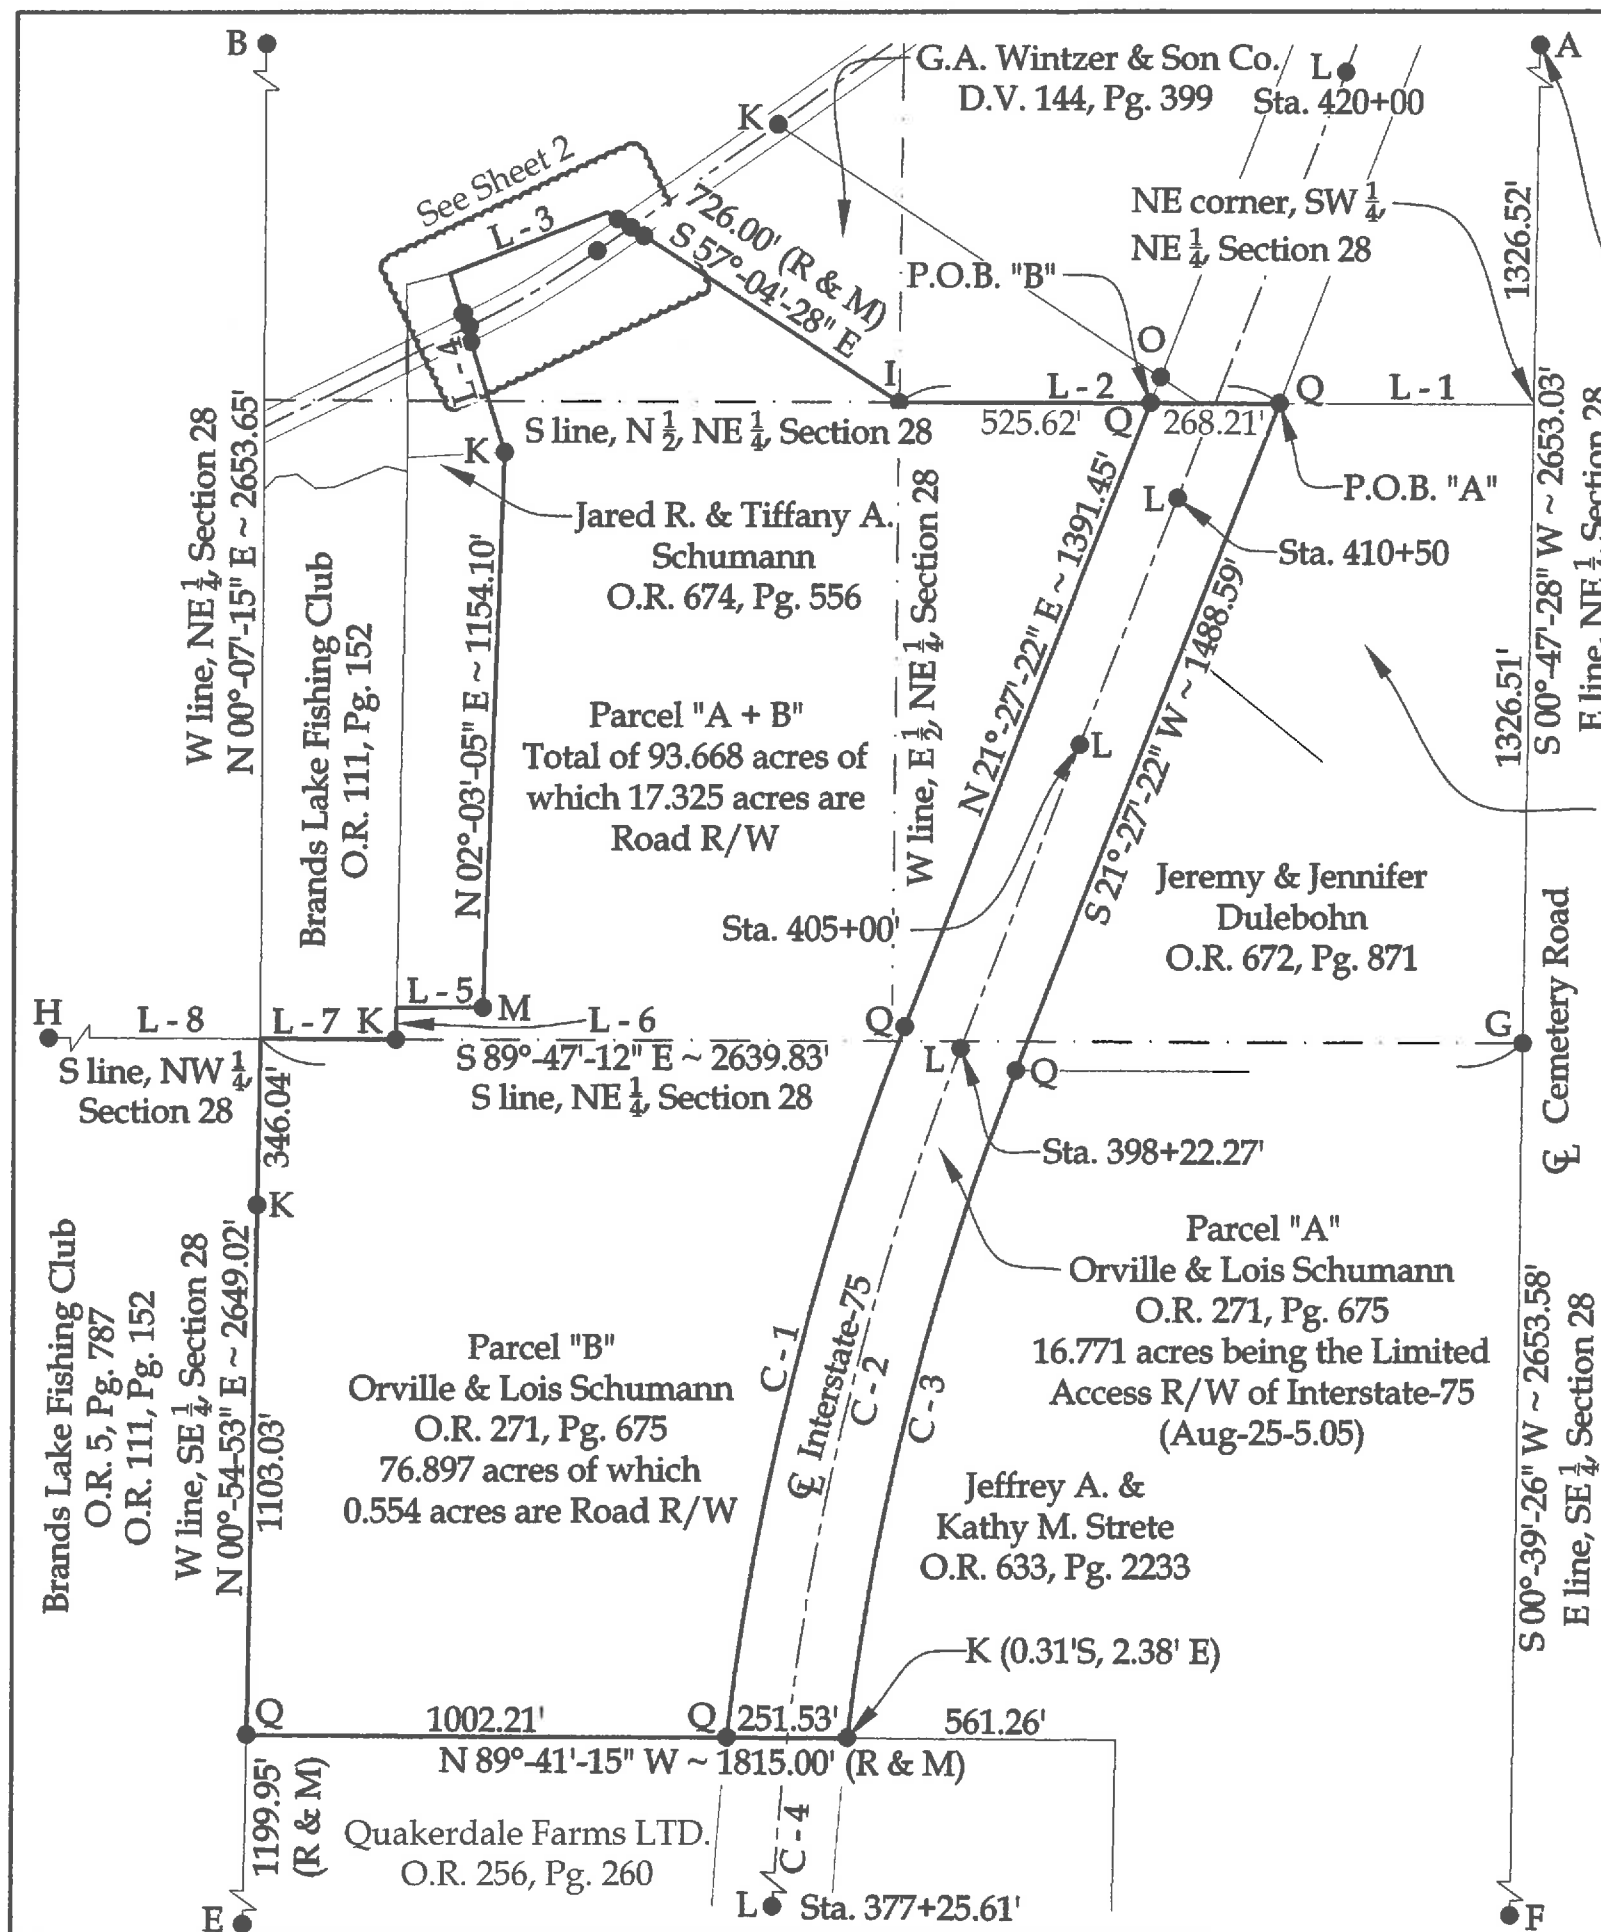 B
A
G.A. Wintzer & Son Co.
D.V. 144, Pg. 399
L
Sta. 420+00
K
See Sheet 2
L - 3
726.00' (R & M)
S 57°-04'-28" E
NE corner, SW 1/4,
NE 1/4, Section 28
1326.52'
P.O.B. "B"
O
I
L - 4
L - 2
Q
L - 1
525.62'
Q
268.21'
S line, N 1/2, NE 1/4, Section 28
K
L
P.O.B. "A"
Sta. 410+50
W line, NE 1/4, Section 28
N 00°-07'-15" E ~ 2653.65'
Brands Lake Fishing Club
O.R. 111, Pg. 152
N 02°-03'-05" E ~ 1154.10'
Jared R. & Tiffany A.
Schumann
O.R. 674, Pg. 556
W line, E 1/2, NE 1/4, Section 28
N 21°-27'-22" E ~ 1391.45'
S 21°-27'-22" W ~ 1488.59'
1326.51'
S 00°-47'-28" W ~ 2653.03'
E line, NE 1/4, Section 28
Parcel "A + B"
Total of 93.668 acres of
which 17.325 acres are
Road R/W
L
Sta. 405+00'
Jeremy & Jennifer
Dulebohn
O.R. 672, Pg. 871
℄ Cemetery Road
H
L - 8
L - 7
K
L - 5
M
L - 6
Q
G
S line, NW 1/4,
Section 28
S 89°-47'-12" E ~ 2639.83'
S line, NE 1/4, Section 28
L
Q
346.04'
K
Sta. 398+22.27'
Parcel "A"
Orville & Lois Schumann
O.R. 271, Pg. 675
16.771 acres being the Limited
Access R/W of Interstate-75
(Aug-25-5.05)
Brands Lake Fishing Club
O.R. 5, Pg. 787
O.R. 111, Pg. 152
W line, SE 1/4, Section 28
N 00°-54-53" E ~ 2649.02'
1103.03'
Parcel "B"
Orville & Lois Schumann
O.R. 271, Pg. 675
76.897 acres of which
0.554 acres are Road R/W
C - 1
℄ Interstate-75
C - 2
C - 3
Jeffrey A. &
Kathy M. Strete
O.R. 633, Pg. 2233
S 00°-39'-26" W ~ 2653.58'
E line, SE 1/4, Section 28
K (0.31'S, 2.38' E)
Q
1002.21'
Q
251.53'
561.26'
N 89°-41'-15" W ~ 1815.00' (R & M)
1199.95'
(R & M)
Quakerdale Farms LTD.
O.R. 256, Pg. 260
C - 4
E
L
Sta. 377+25.61'
F